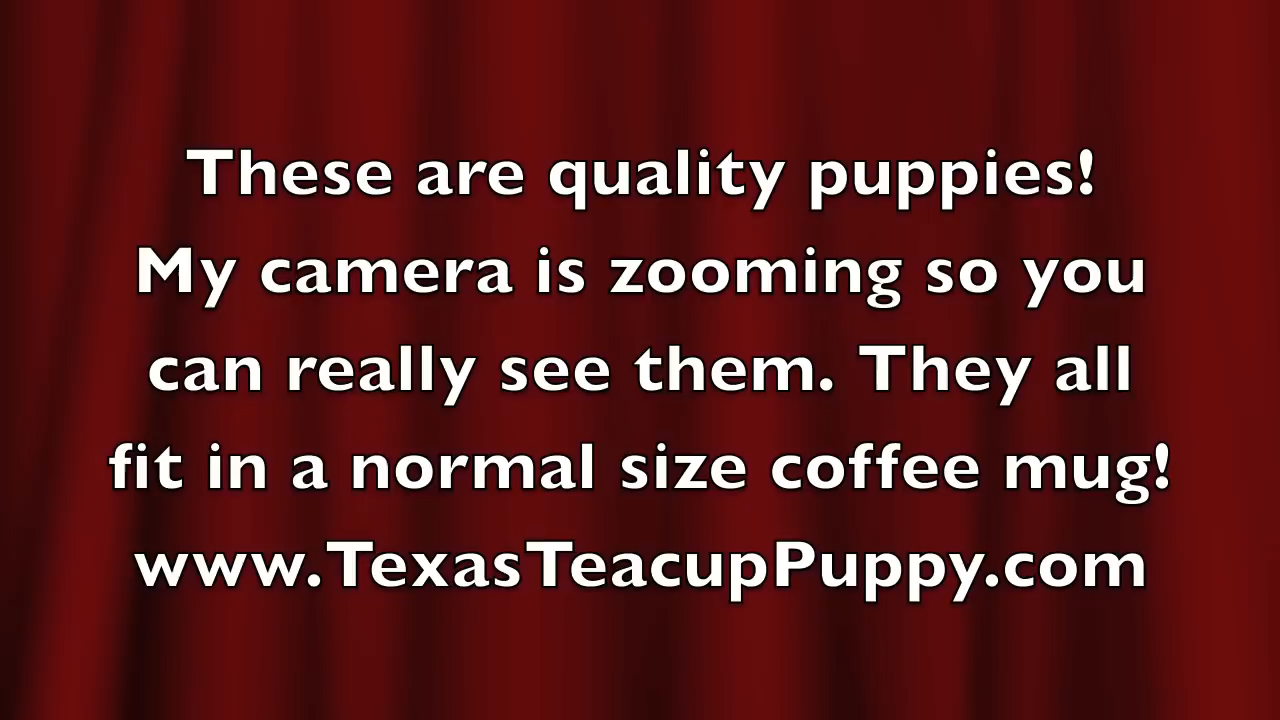 These are quality puppies!
My camera is zooming so you
can really see them. They all
fit in a normal size coffee mug!
www.TexasTeacupPuppy.com